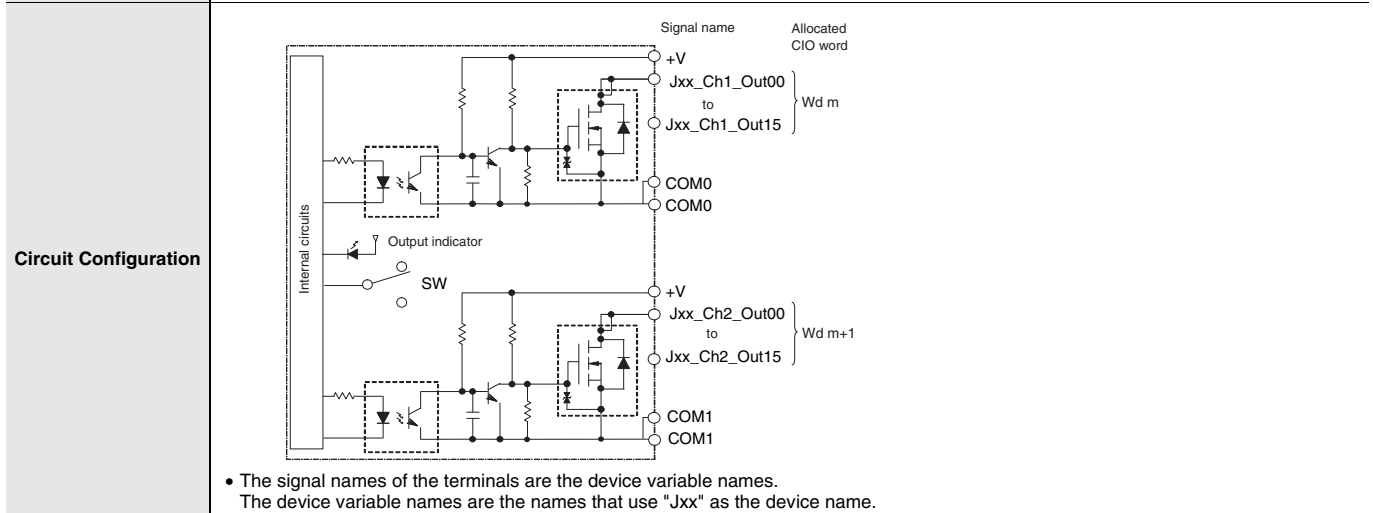 Circuit Configuration
Signal name
Allocated
CIO word
+V
Jxx_Ch1_Out00
to
Jxx_Ch1_Out15
Wd m
COM0
COM0
Internal circuits
Output indicator
SW
+V
Jxx_Ch2_Out00
to
Jxx_Ch2_Out15
Wd m+1
COM1
COM1
• The signal names of the terminals are the device variable names.
The device variable names are the names that use "Jxx" as the device name.